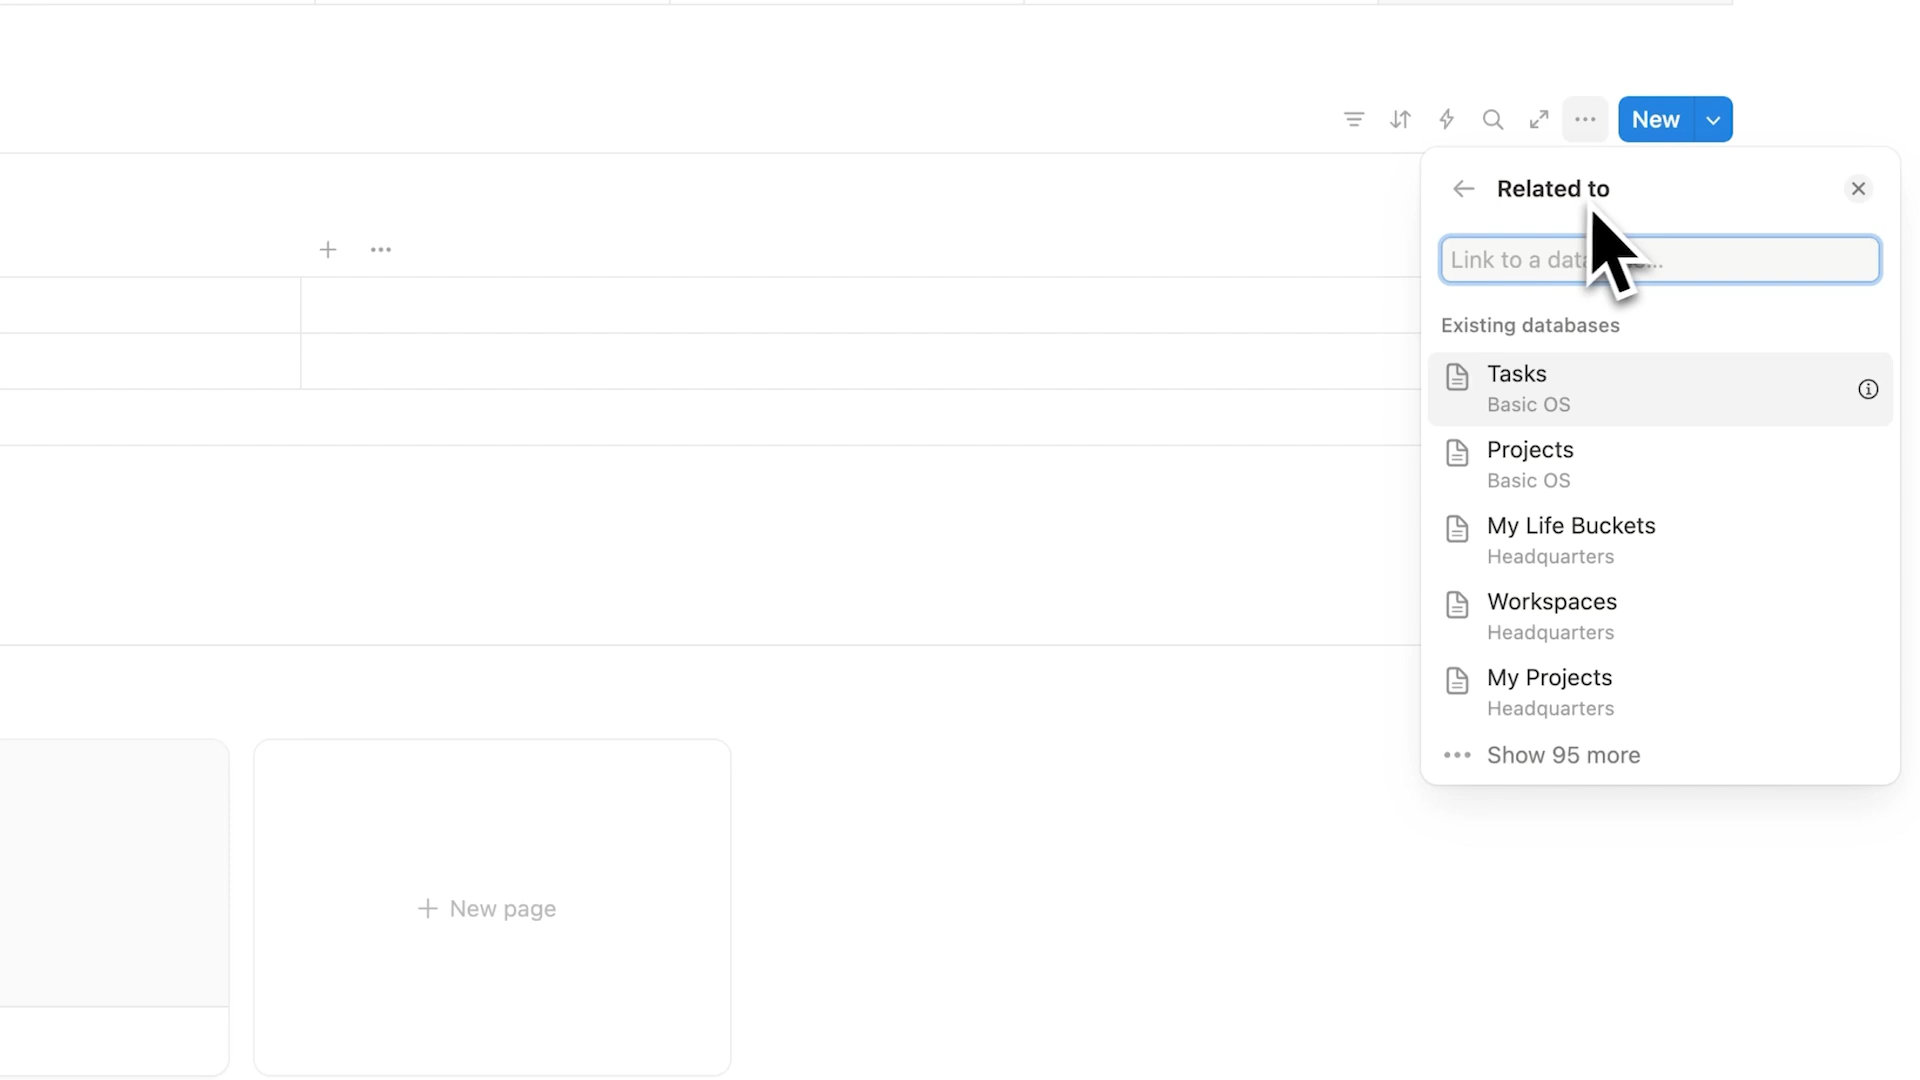 New
Related to
Link to a data
Existing databases
Tasks
Basic OS
Projects
Basic OS
My Life Buckets
Headquarters
Workspaces
Headquarters
My Projects
Headquarters
Show 95 more
New page